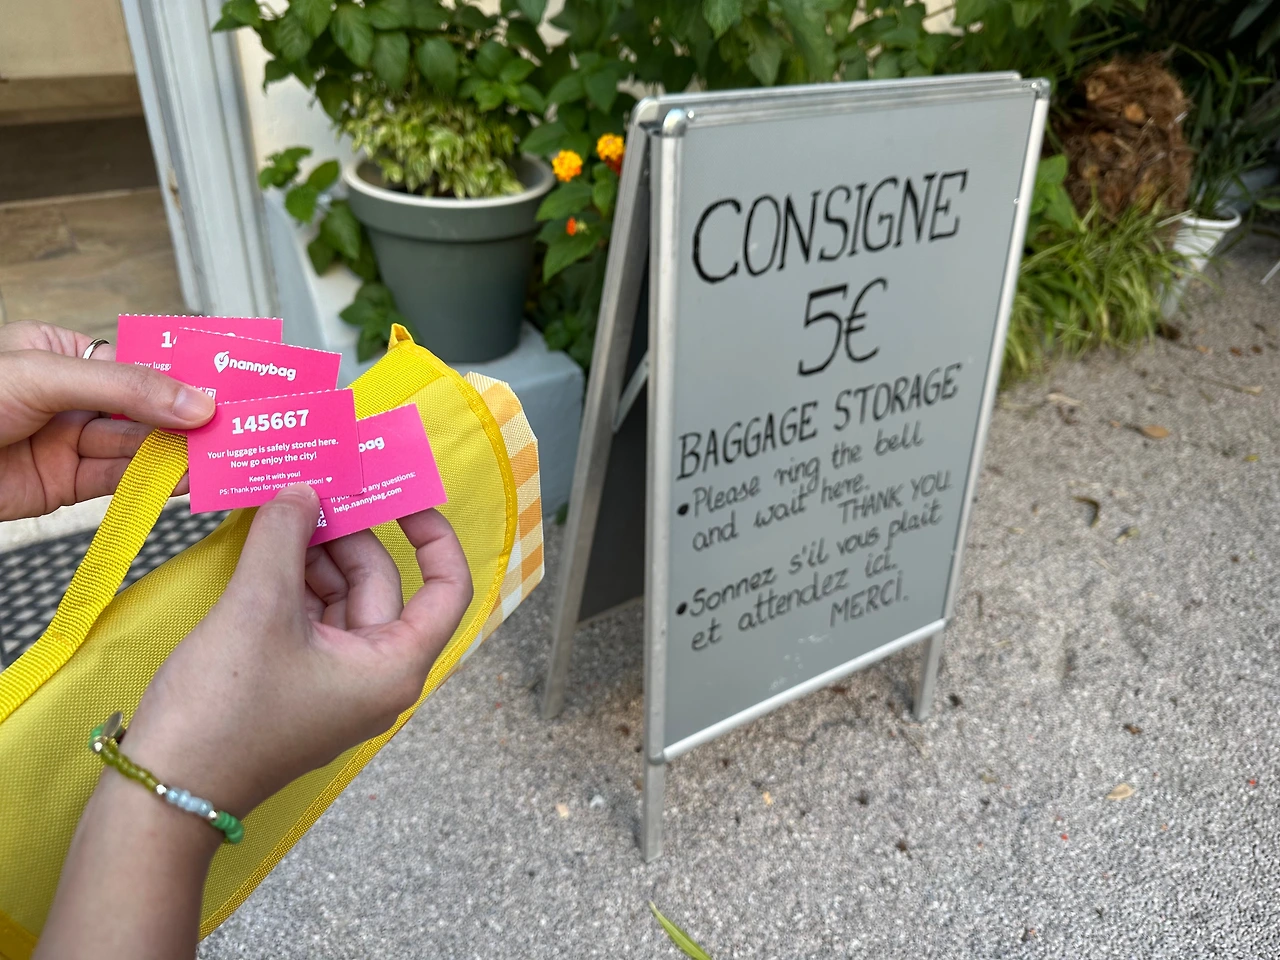 nannybag
145667
Your luggage is safely stored here.
Now go enjoy the city!
Keep it with you!
PS: Thank you for your reservation!
any questions:
help.nannybag.com
CONSIGNE
5€
BAGGAGE STORAGE
• Please ring the bell
and wait here.
THANK YOU
• Sonnez s'il vous plait
et attendez ici.
MERCI.